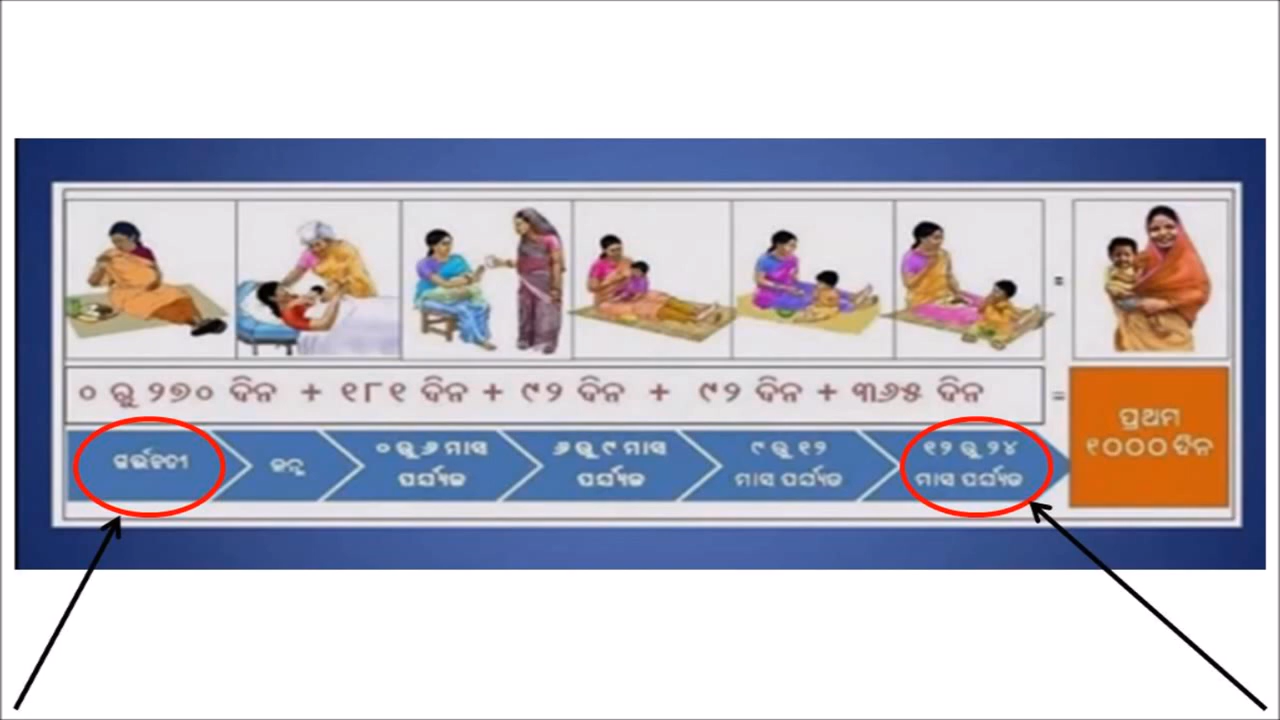 ୦ ରୁ ୨୭୦ ଦିନ + ୧୮୧ ଦିନ + ୯୨ ଦିନ + ୯୨ ଦିନ + ୩୬୫ ଦିନ =
ଗର୍ଭବତୀ
ଜନ୍ମ
୦ ରୁ ୬ ମାସ
ପର୍ଯ୍ୟନ୍ତ
୬ ରୁ ୯ ମାସ
ପର୍ଯ୍ୟନ୍ତ
୯ ରୁ ୧୨
ମାସ ପର୍ଯ୍ୟନ୍ତ
୧୨ ରୁ ୨୪
ମାସ ପର୍ଯ୍ୟନ୍ତ
ପ୍ରଥମ
୧୦୦୦ ଦିନ